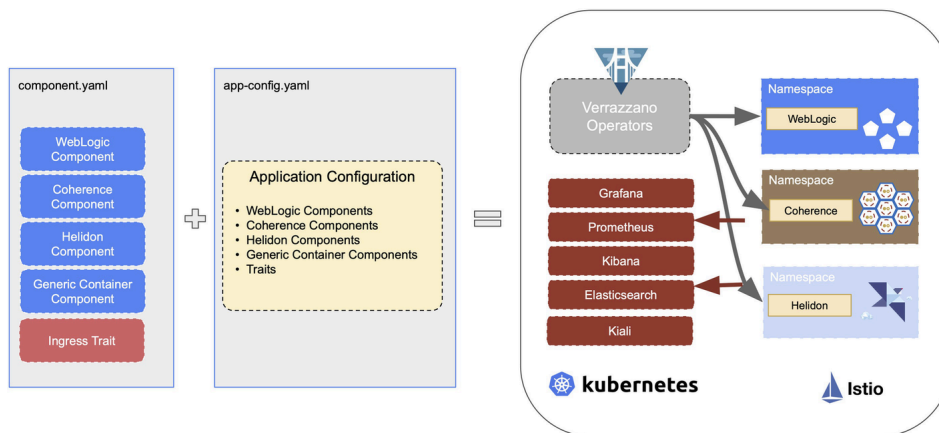 component.yaml
WebLogic
Component
Coherence
Component
Helidon
Component
Generic Container
Component
Ingress Trait
app-config.yaml
Application Configuration
• WebLogic Components
• Coherence Components
• Helidon Components
• Generic Container Components
• Traits
Verrazzano
Operators
Grafana
Prometheus
Kibana
Elasticsearch
Kiali
Namespace
WebLogic
Namespace
Coherence
Namespace
Helidon
kubernetes
Istio